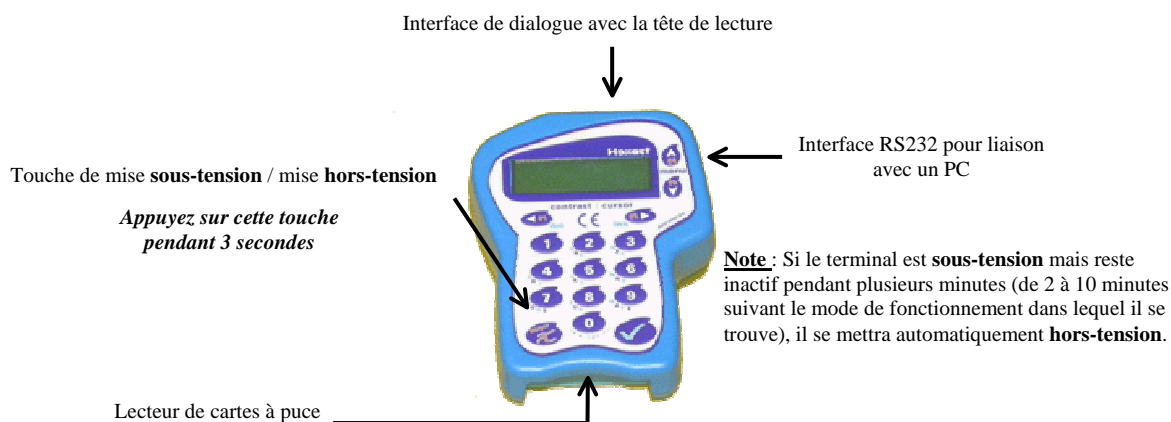 Interface de dialogue avec la tête de lecture
Interface RS232 pour liaison
avec un PC
Touche de mise sous-tension / mise hors-tension
Appuyez sur cette touche
pendant 3 secondes
contrast / cursor
CE
1 2 3
4 5 6
7 8 9
0
Note : Si le terminal est sous-tension mais reste
inactif pendant plusieurs minutes (de 2 à 10 minutes
suivant le mode de fonctionnement dans lequel il se
trouve), il se mettra automatiquement hors-tension.
Lecteur de cartes à puce